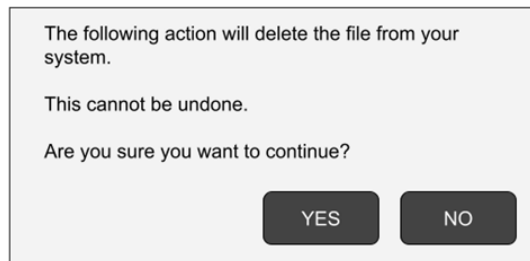 The following action will delete the file from your
system.
This cannot be undone.
Are you sure you want to continue?
YES NO